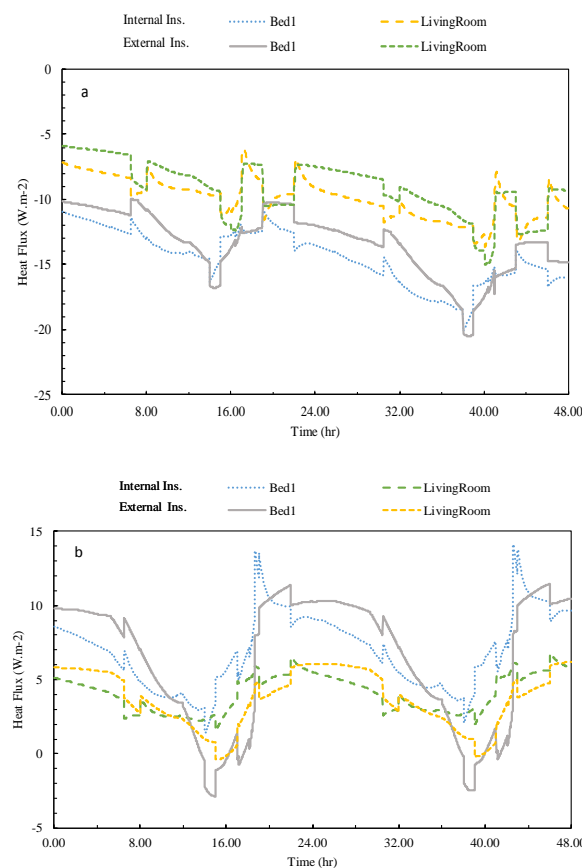 Internal Ins. Bed1 LivingRoom
External Ins. Bed1 LivingRoom
a
0
-5
-10
-15
-20
-25
Heat Flux (W.m-2)
0.00 8.00 16.00 24.00 32.00 40.00 48.00
Time (hr)
Internal Ins. Bed1 LivingRoom
External Ins. Bed1 LivingRoom
b
15
10
5
0
-5
Heat Flux (W.m-2)
0.00 8.00 16.00 24.00 32.00 40.00 48.00
Time (hr)